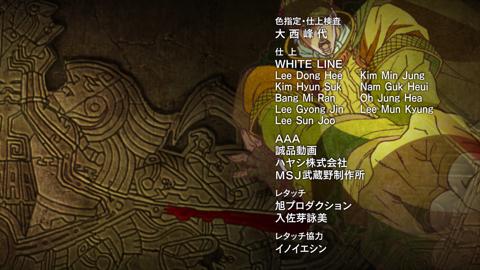 色指定・仕上検査
大西峰代
仕上
WHITE LINE
Lee Dong Hee Kim Min Jung
Kim Hyun Suk Nam Guk Heui
Bang Mi Ran Oh Jung Hea
Lee Gyong Jin Lee Mun Kyung
Lee Sun Joo
AAA
誠品動画
ハヤシ株式会社
MSJ武蔵野制作所
レタッチ
旭プロダクション
入佐芽詠美
レタッチ協力
イノイエシン